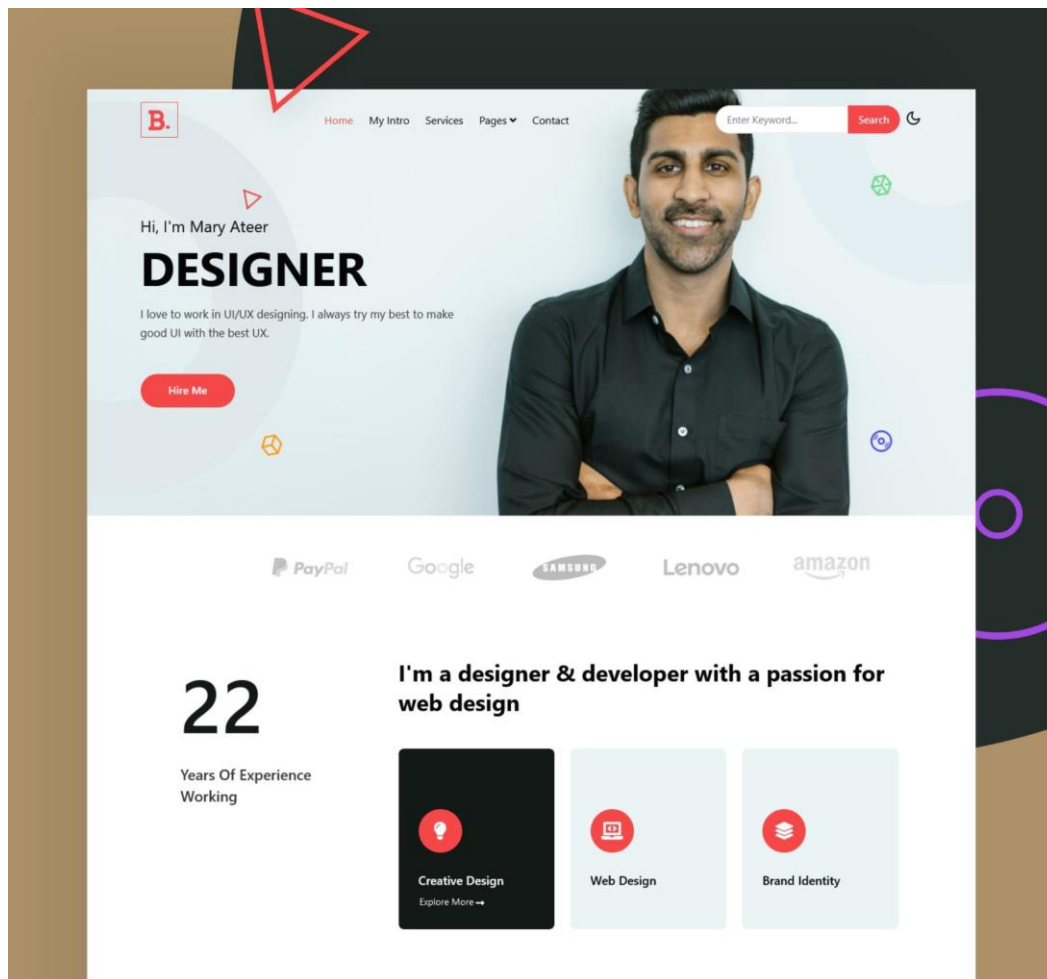 B.
Home My Intro Services Pages Contact
Enter Keyword...
Search
Hi, I'm Mary Ateer
DESIGNER
I love to work in UI/UX designing. I always try my best to make
good UI with the best UX.
Hire Me
PayPal Google SAMSUNG Lenovo amazon
22
Years Of Experience
Working
I'm a designer & developer with a passion for
web design
Creative Design
Explore More
Web Design
Brand Identity